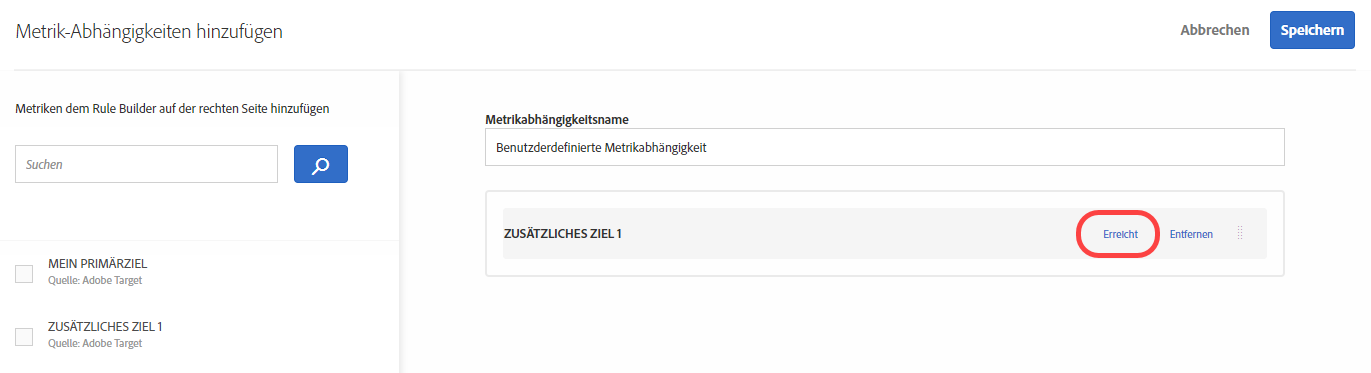 Metrik-Abhängigkeiten hinzufügen
Abbrechen
Speichern
Metriken dem Rule Builder auf der rechten Seite hinzufügen
Suchen
MEIN PRIMÄRZIEL
Quelle: Adobe Target
ZUSÄTZLICHES ZIEL 1
Quelle: Adobe Target
Metrikabhängigkeitsname
Benutzderdefinierte Metrikabhängigkeit
ZUSÄTZLICHES ZIEL 1
Erreicht
Entfernen